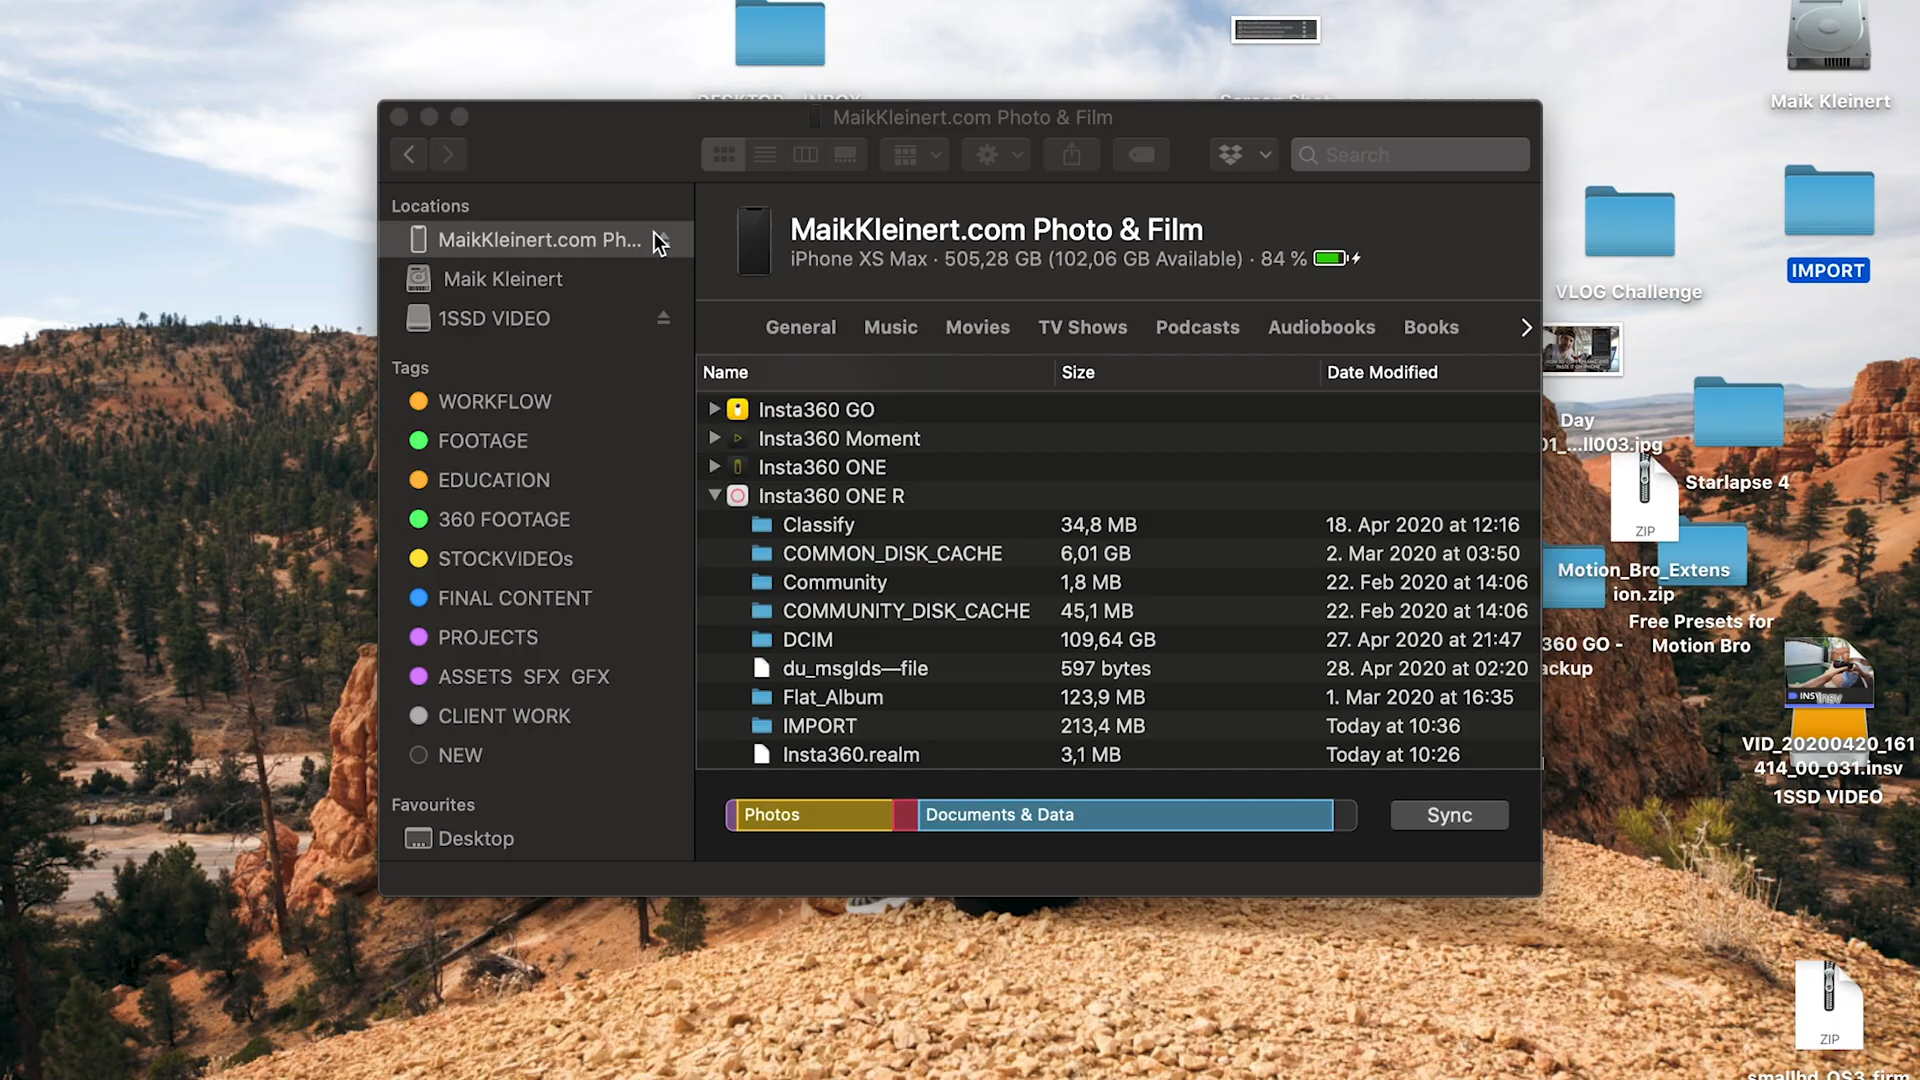 Maik Kleinert
MaikKleinert.com Photo & Film
Search
Locations
MaikKleinert.com Ph...
Maik Kleinert
1SSD VIDEO
Tags
WORKFLOW
FOOTAGE
EDUCATION
360 FOOTAGE
STOCKVIDEOs
FINAL CONTENT
PROJECTS
ASSETS SFX GFX
CLIENT WORK
NEW
Favourites
Desktop
MaikKleinert.com Photo & Film
iPhone XS Max · 505,28 GB (102,06 GB Available) · 84 %
General Music Movies TV Shows Podcasts Audiobooks Books
Name Size Date Modified
Insta360 GO
Insta360 Moment
Insta360 ONE
Insta360 ONE R
Classify 34,8 MB 18. Apr 2020 at 12:16
COMMON_DISK_CACHE 6,01 GB 2. Mar 2020 at 03:50
Community 1,8 MB 22. Feb 2020 at 14:06
COMMUNITY_DISK_CACHE 45,1 MB 22. Feb 2020 at 14:06
DCIM 109,64 GB 27. Apr 2020 at 21:47
du_msgIds—file 597 bytes 28. Apr 2020 at 02:20
Flat_Album 123,9 MB 1. Mar 2020 at 16:35
IMPORT 213,4 MB Today at 10:36
Insta360.realm 3,1 MB Today at 10:26
Photos
Documents & Data
Sync
VLOG Challenge
IMPORT
Day
01_...ll003.jpg
Starlapse 4
ZIP
Motion_Bro_Extens
ion.zip
Free Presets for
Motion Bro
360 GO -
ackup
INSV
insv
VID_20200420_161
414_00_031.insv
1SSD VIDEO
ZIP